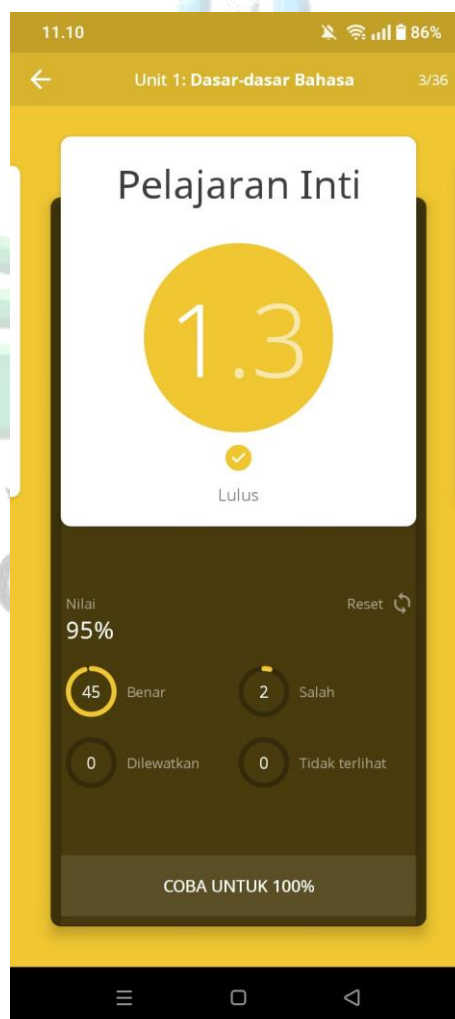 11.10 86%
Unit 1: Dasar-dasar Bahasa 3/36
Pelajaran Inti
1.3
Lulus
Nilai Reset
95%
45 Benar 2 Salah
0 Dilewatkan 0 Tidak terlihat
COBA UNTUK 100%